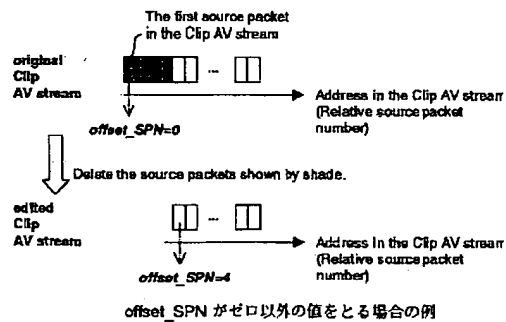 The first source packet
in the Clip AV stream
original
Clip
AV stream
...
Address in the Clip AV stream
(Relative source packet
number)
offset_SPN=0
Delete the source packets shown by shade.
edited
Clip
AV stream
...
Address in the Clip AV stream
(Relative source packet
number)
offset_SPN=4
offset_SPN がゼロ以外の値をとる場合の例